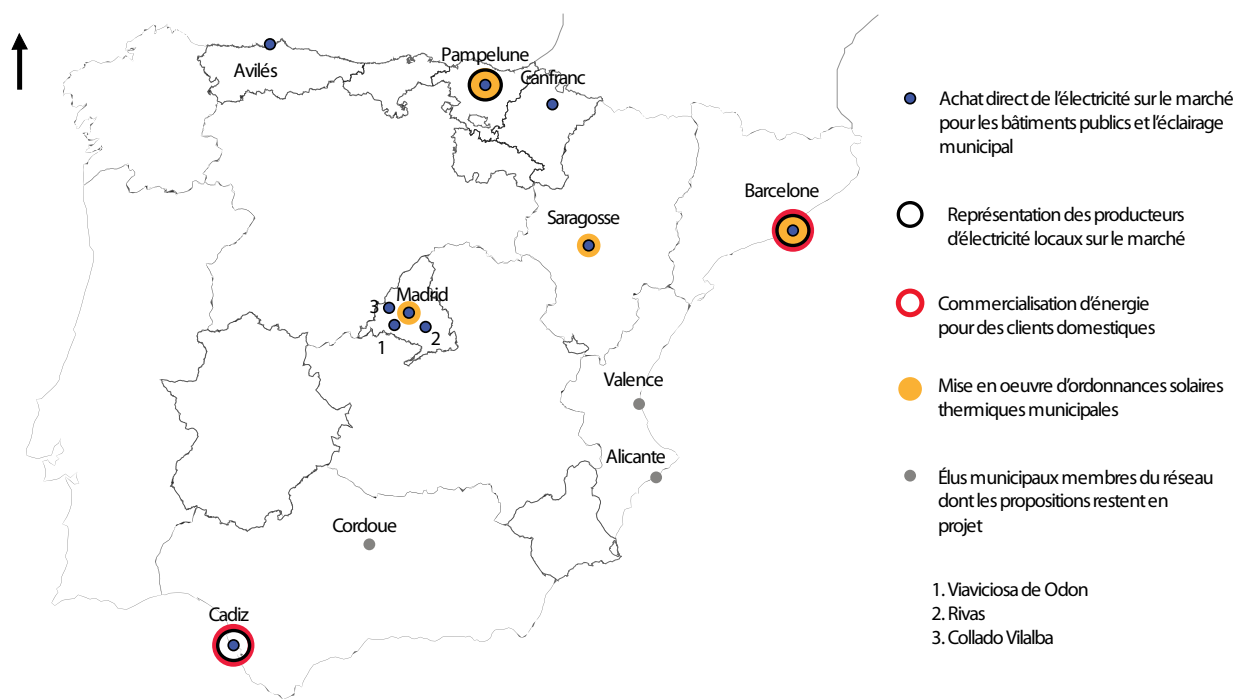 Avilés
Pampelune
Canfranc
Barcelone
Saragosse
3
Madrid
1
2
Valence
Alicante
Cordoue
Cadiz
Achat direct de l'électricité sur le marché
pour les bâtiments publics et l'éclairage
municipal
Représentation des producteurs
d'électricité locaux sur le marché
Commercialisation d'énergie
pour des clients domestiques
Mise en oeuvre d'ordonnances solaires
thermiques municipales
Élus municipaux membres du réseau
dont les propositions restent en
projet
1. Viaviciosa de Odon
2. Rivas
3. Collado Vilalba